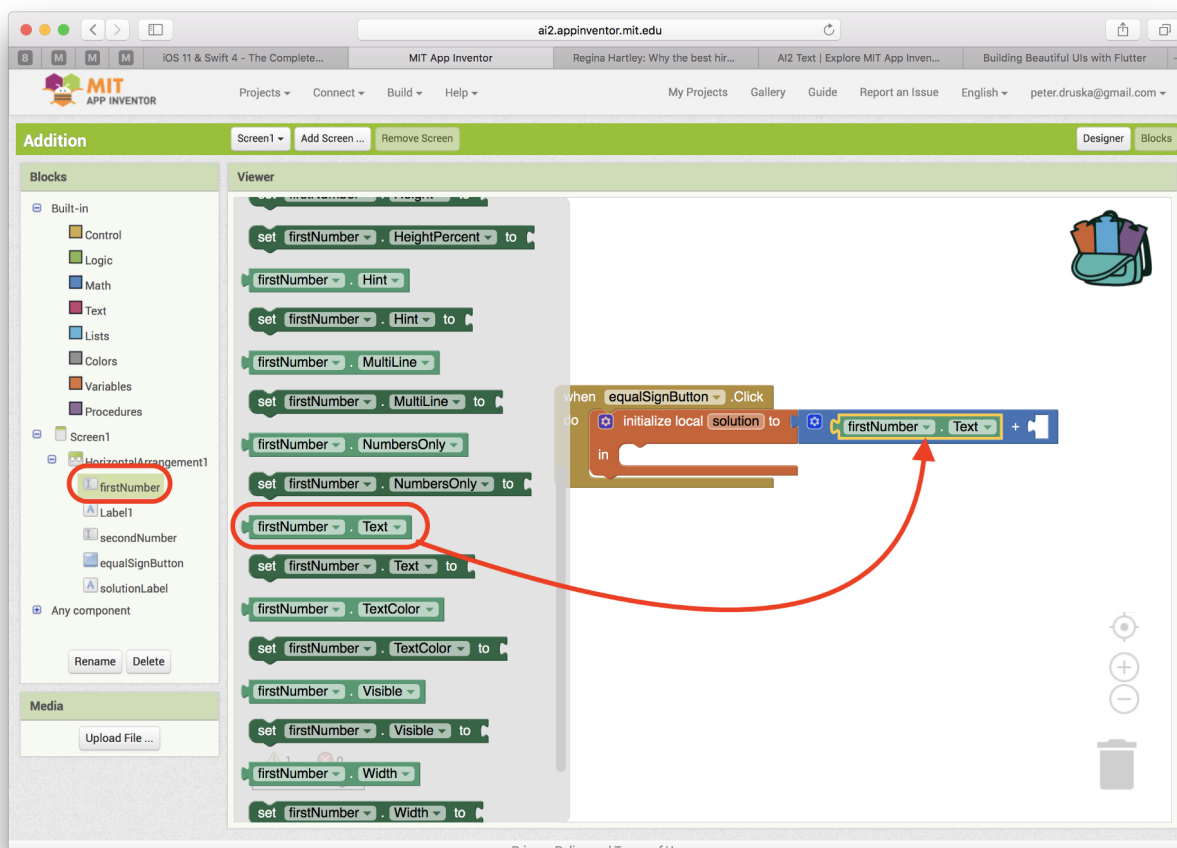 ai2.appinventor.mit.edu
8 M M M iOS 11 & Swift 4 - The Complete... MIT App Inventor Regina Hartley: Why the best hir... AI2 Text | Explore MIT App Inven... Building Beautiful UIs with Flutter
MIT
APP INVENTOR
Projects Connect Build Help My Projects Gallery Guide Report an Issue English peter.druska@gmail.com
Addition Screen1 Add Screen ... Remove Screen Designer Blocks
Blocks
Built-in
Control
Logic
Math
Text
Lists
Colors
Variables
Procedures
Screen1
HorizontalArrangement1
firstNumber
A Label1
secondNumber
equalSignButton
A solutionLabel
Any component
Rename Delete
Media
Upload File ...
Viewer
set firstNumber . Height to
set firstNumber . HeightPercent to
firstNumber . Hint
set firstNumber . Hint to
firstNumber . MultiLine
set firstNumber . MultiLine to
firstNumber . NumbersOnly
set firstNumber . NumbersOnly to
firstNumber . Text
set firstNumber . Text to
firstNumber . TextColor
set firstNumber . TextColor to
firstNumber . Visible
set firstNumber . Visible to
firstNumber . Width
set firstNumber . Width to
when equalSignButton .Click
do initialize local solution to firstNumber . Text +
in